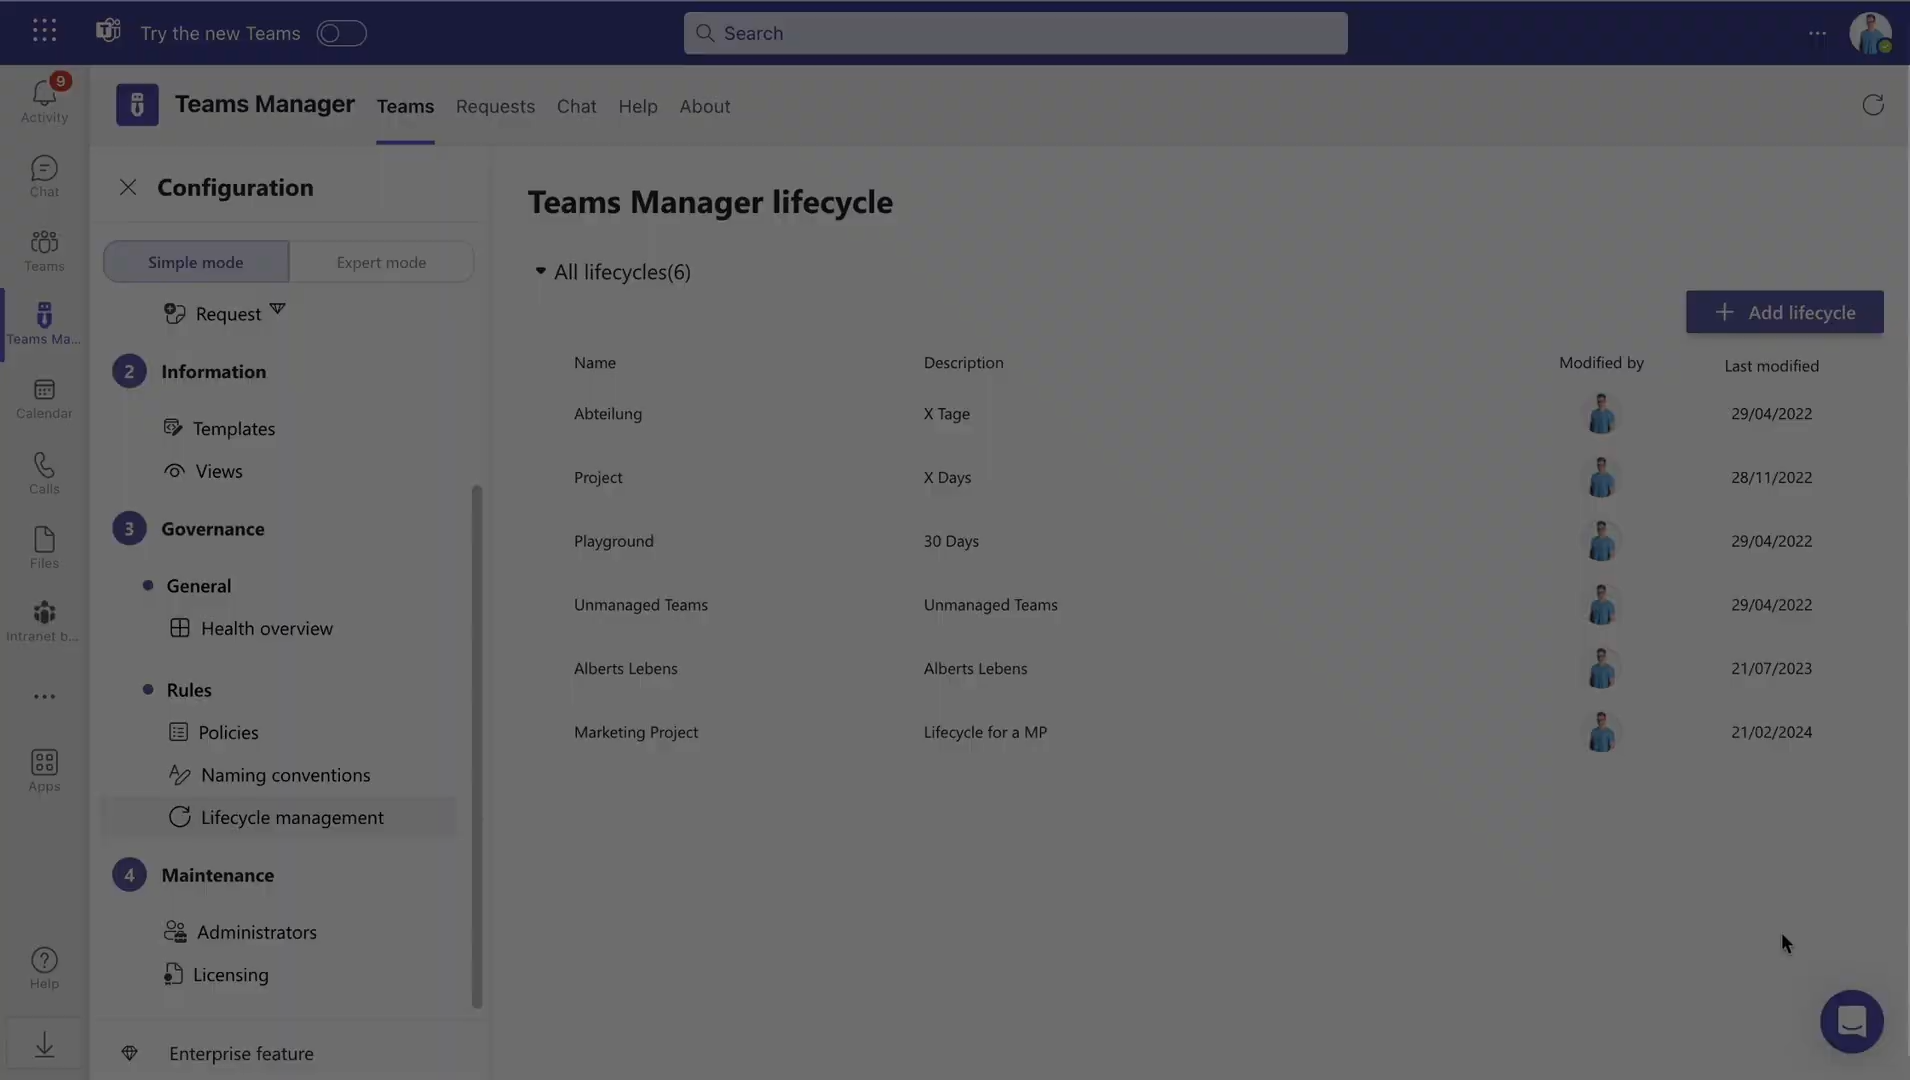 Try the new Teams
Search
9
Activity
Chat
Teams
Teams Ma...
Calendar
Calls
Files
Intranet b...
Apps
Help
Teams Manager
Teams
Requests
Chat
Help
About
Configuration
Simple mode
Expert mode
Request
2 Information
Templates
Views
3 Governance
General
Health overview
Rules
Policies
Naming conventions
Lifecycle management
4 Maintenance
Administrators
Licensing
Enterprise feature
Teams Manager lifecycle
All lifecycles(6)
Add lifecycle
Name Description Modified by Last modified
Abteilung X Tage 29/04/2022
Project X Days 28/11/2022
Playground 30 Days 29/04/2022
Unmanaged Teams Unmanaged Teams 29/04/2022
Alberts Lebens Alberts Lebens 21/07/2023
Marketing Project Lifecycle for a MP 21/02/2024